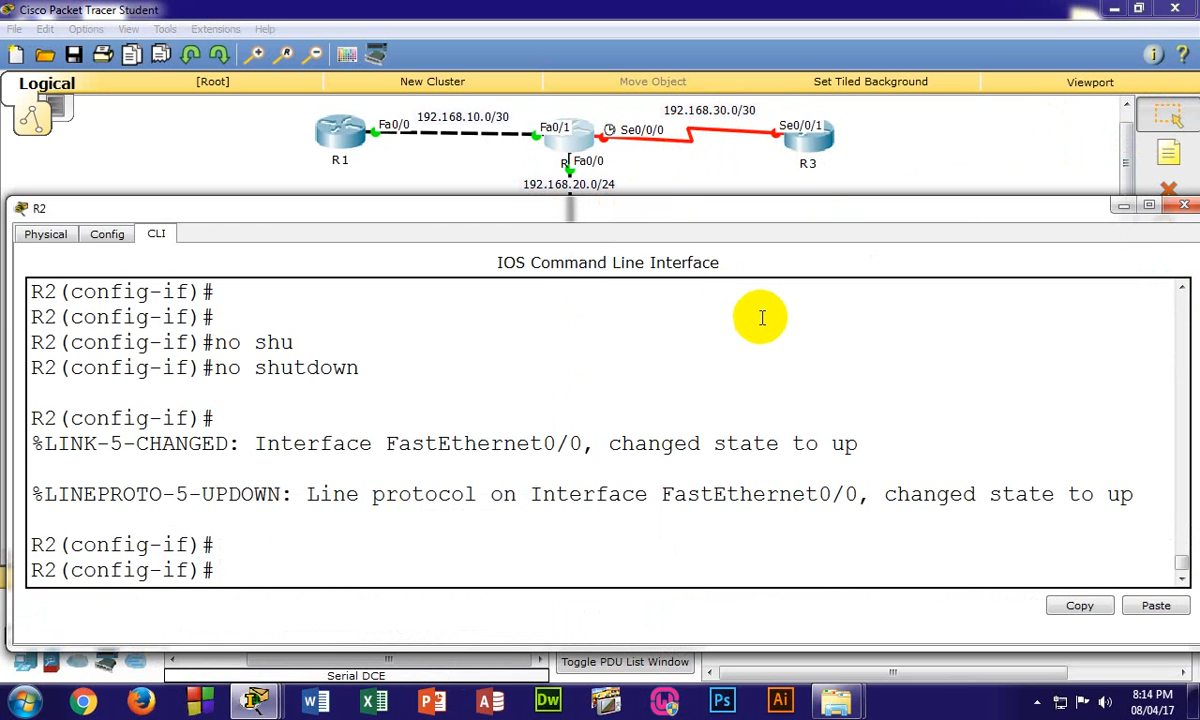 Cisco Packet Tracer Student
File Edit Options View Tools Extensions Help
Logical [Root] New Cluster Move Object Set Tiled Background Viewport
192.168.10.0/30
192.168.30.0/30
Fa0/0
Fa0/1
Se0/0/0
Se0/0/1
R1
R
Fa0/0
R3
192.168.20.0/24
R2
Physical Config CLI
IOS Command Line Interface
R2(config-if)#
R2(config-if)#
R2(config-if)#no shu
R2(config-if)#no shutdown
R2(config-if)#
%LINK-5-CHANGED: Interface FastEthernet0/0, changed state to up
%LINEPROTO-5-UPDOWN: Line protocol on Interface FastEthernet0/0, changed state to up
R2(config-if)#
R2(config-if)#
Copy Paste
Toggle PDU List Window
Serial DCE
W X P A Dw Ps Ai
8:14 PM
08/04/17